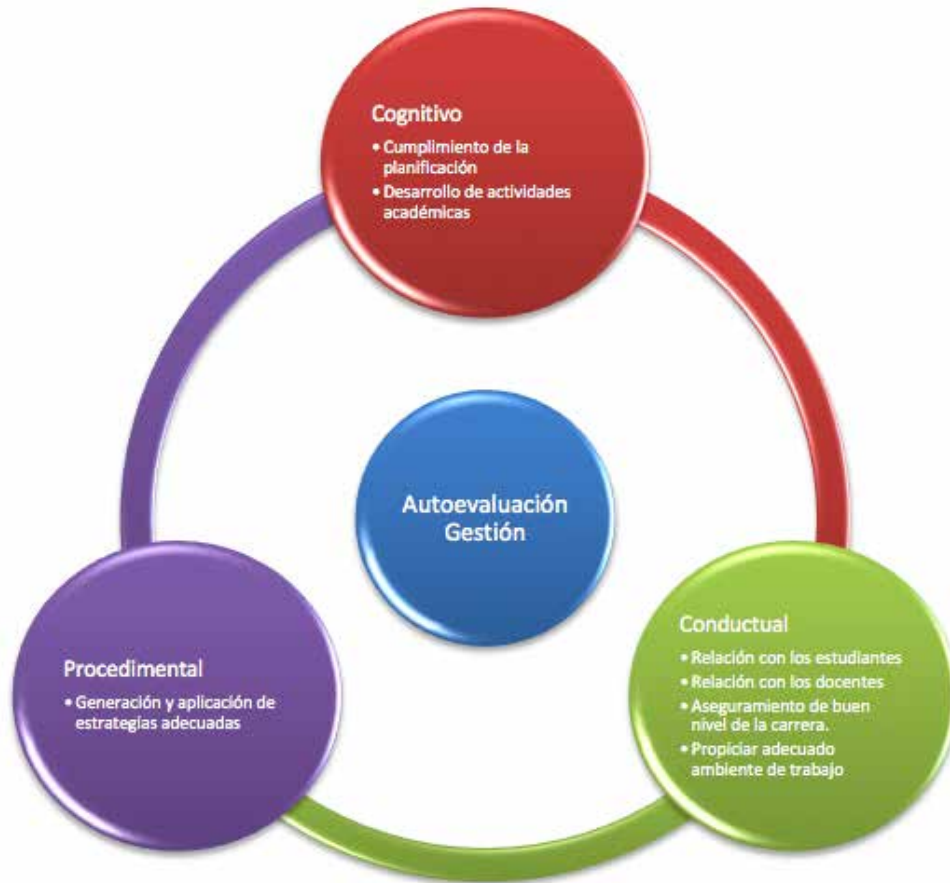 Cognitivo
• Cumplimiento de la
planificación
• Desarrollo de actividades
académicas
Autoevaluación
Gestión
Procedimental
• Generación y aplicación de
estrategias adecuadas
Conductual
• Relación con los estudiantes
• Relación con los docentes
• Aseguramiento de buen
nivel de la carrera.
• Propiciar adecuado
ambiente de trabajo